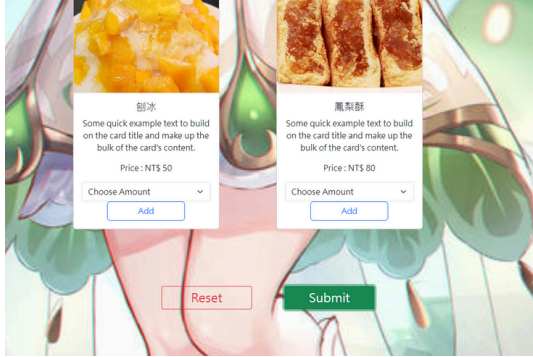 刨冰
Some quick example text to build
on the card title and make up the
bulk of the card's content.
Price : NT$ 50
Choose Amount
Add
鳳梨酥
Some quick example text to build
on the card title and make up the
bulk of the card's content.
Price : NT$ 80
Choose Amount
Add
Reset
Submit